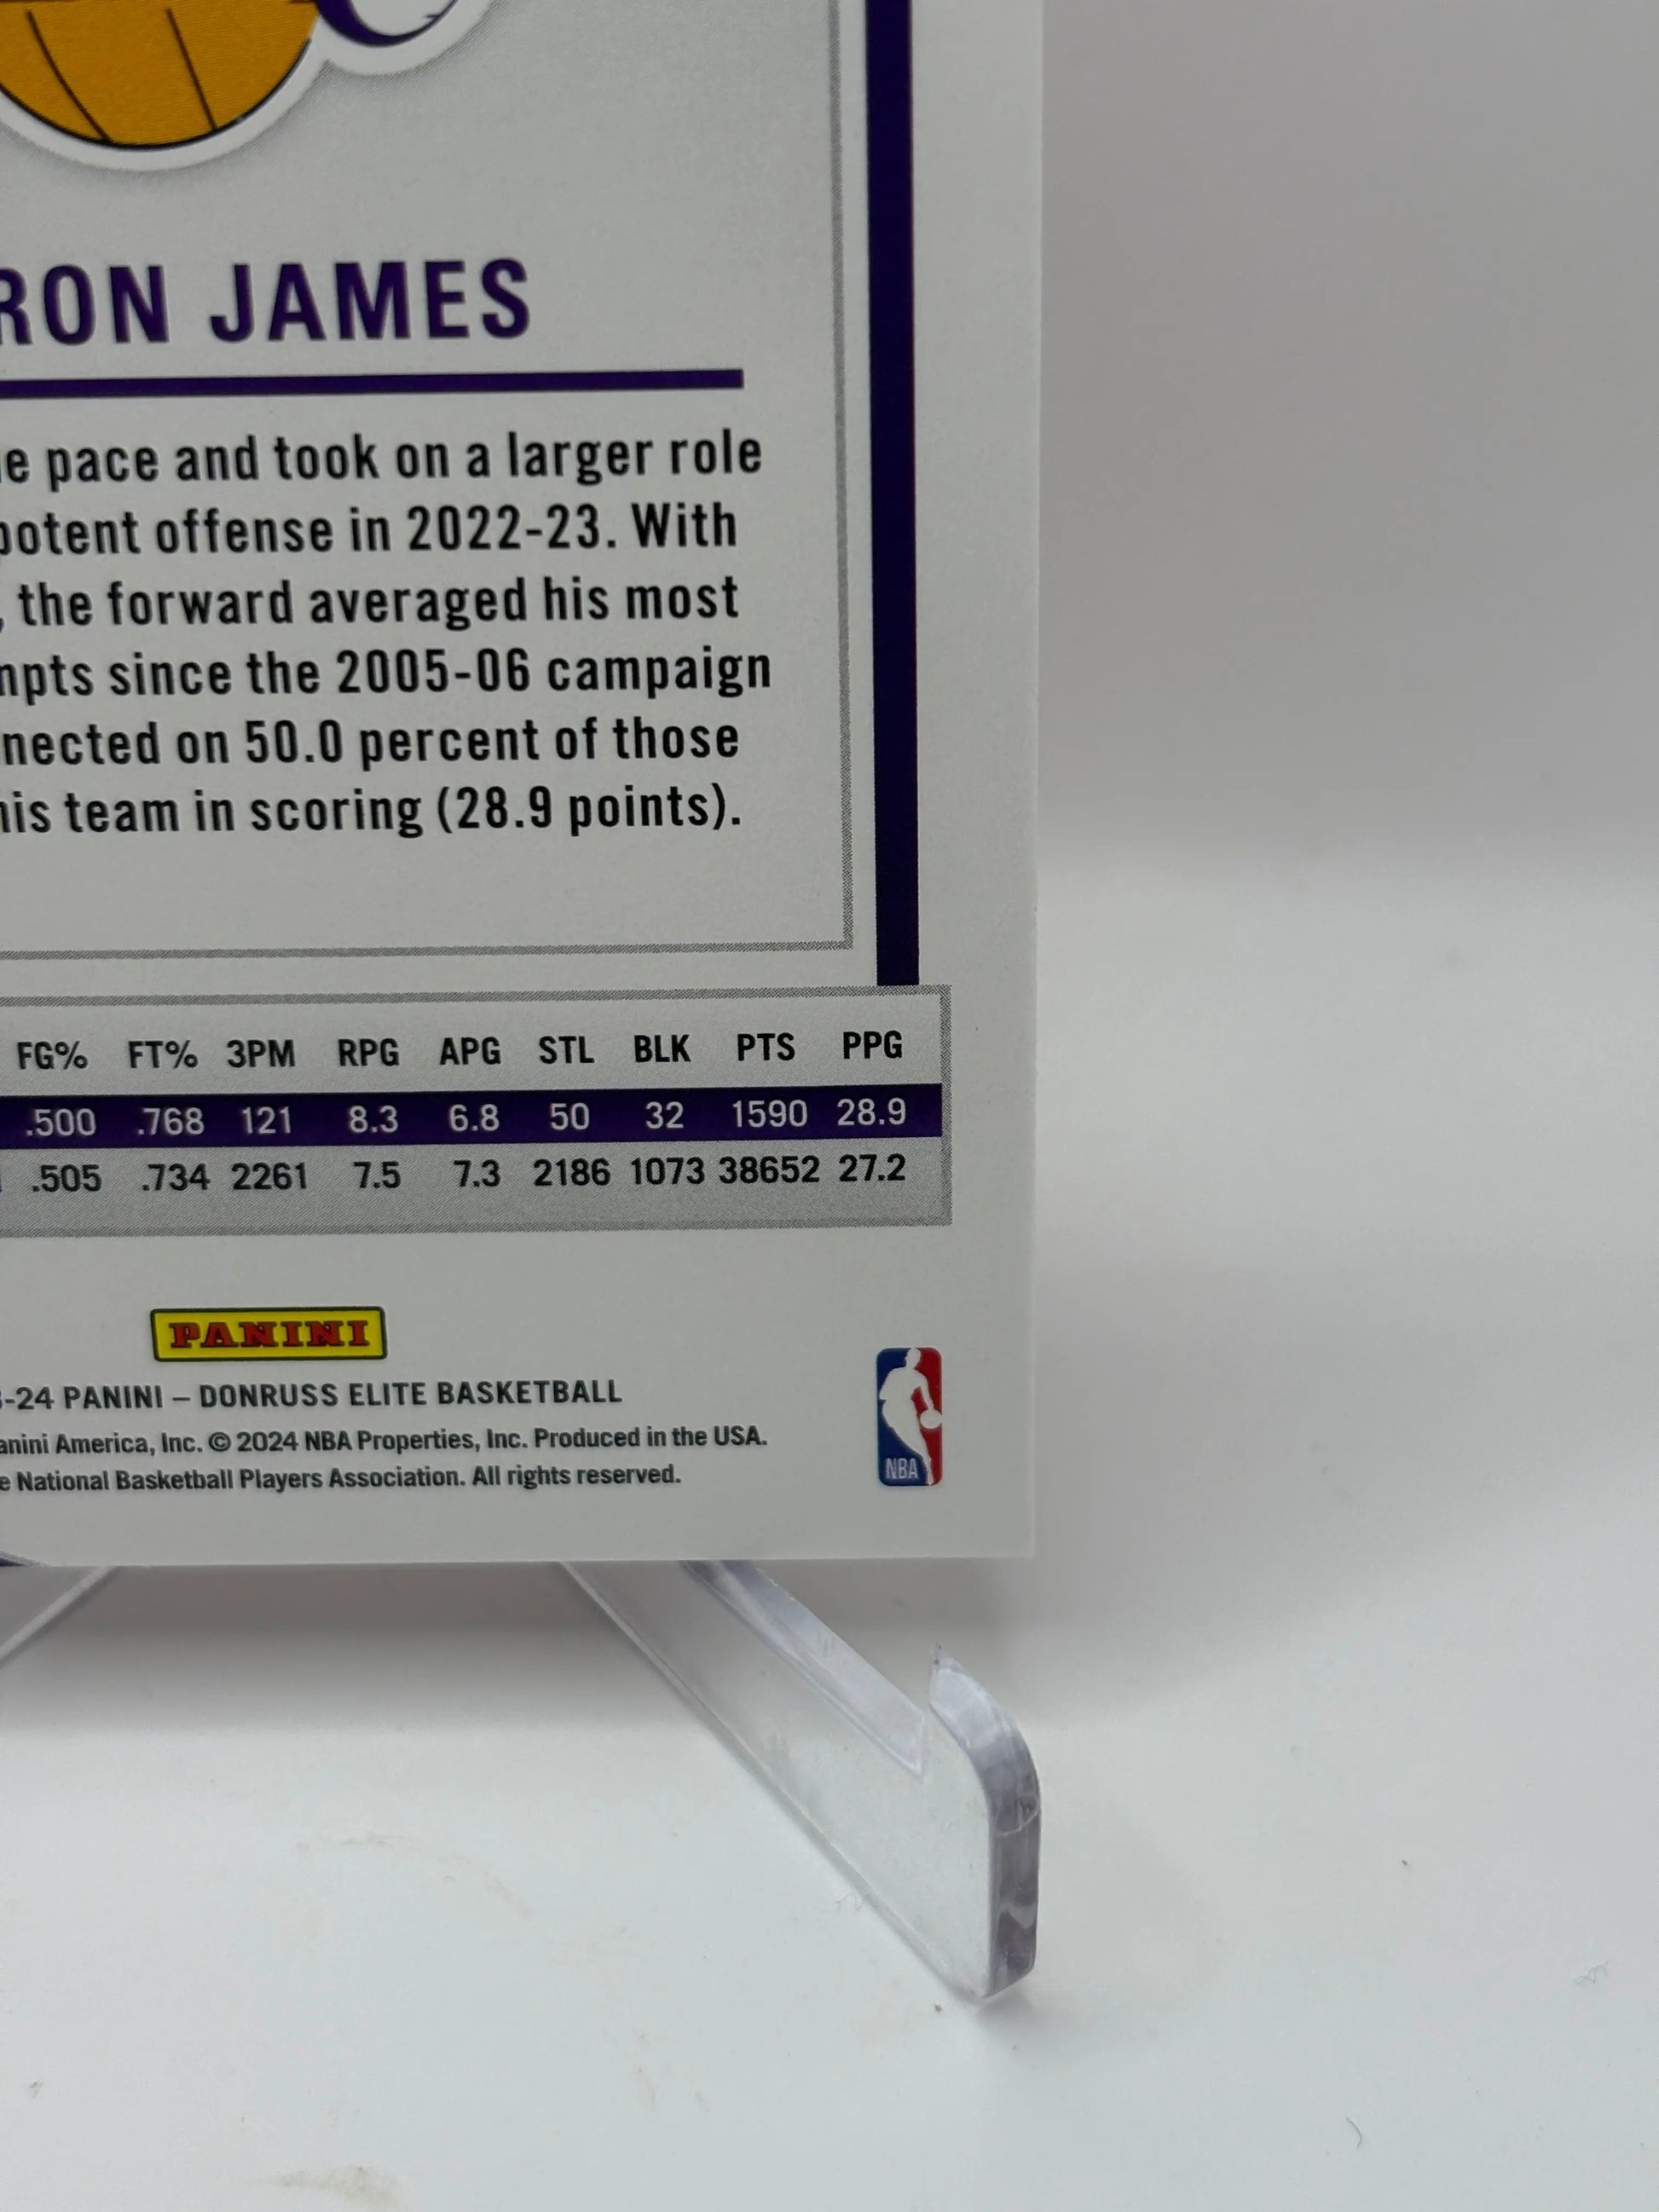 RON JAMES
e pace and took on a larger role
potent offense in 2022-23. With
, the forward averaged his most
mpts since the 2005-06 campaign
nected on 50.0 percent of those
his team in scoring (28.9 points).
FG% FT% 3PM RPG APG STL BLK PTS PPG
.500 .768 121 8.3 6.8 50 32 1590 28.9
.505 .734 2261 7.5 7.3 2186 1073 38652 27.2
PANINI
-24 PANINI – DONRUSS ELITE BASKETBALL
anini America, Inc. © 2024 NBA Properties, Inc. Produced in the USA.
e National Basketball Players Association. All rights reserved.
NBA